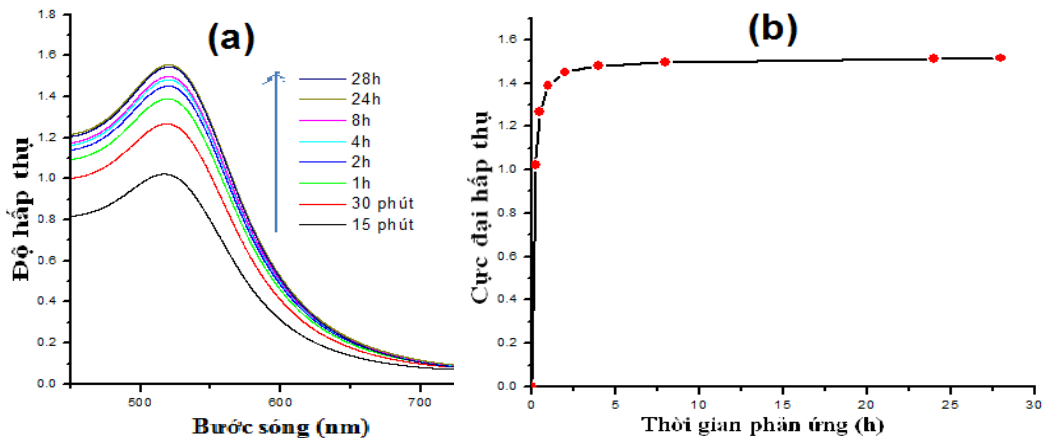 (a)
1.8
1.6
1.4
1.2
1.0
0.8
0.6
0.4
0.2
0.0
Độ hấp thụ
28h
24h
8h
4h
2h
1h
30 phút
15 phút
500
600
700
Bước sóng (nm)
(b)
1.6
1.4
1.2
1.0
0.8
0.6
0.4
0.2
0.0
Cực đại hấp thụ
0
5
10
15
20
25
30
Thời gian phản ứng (h)